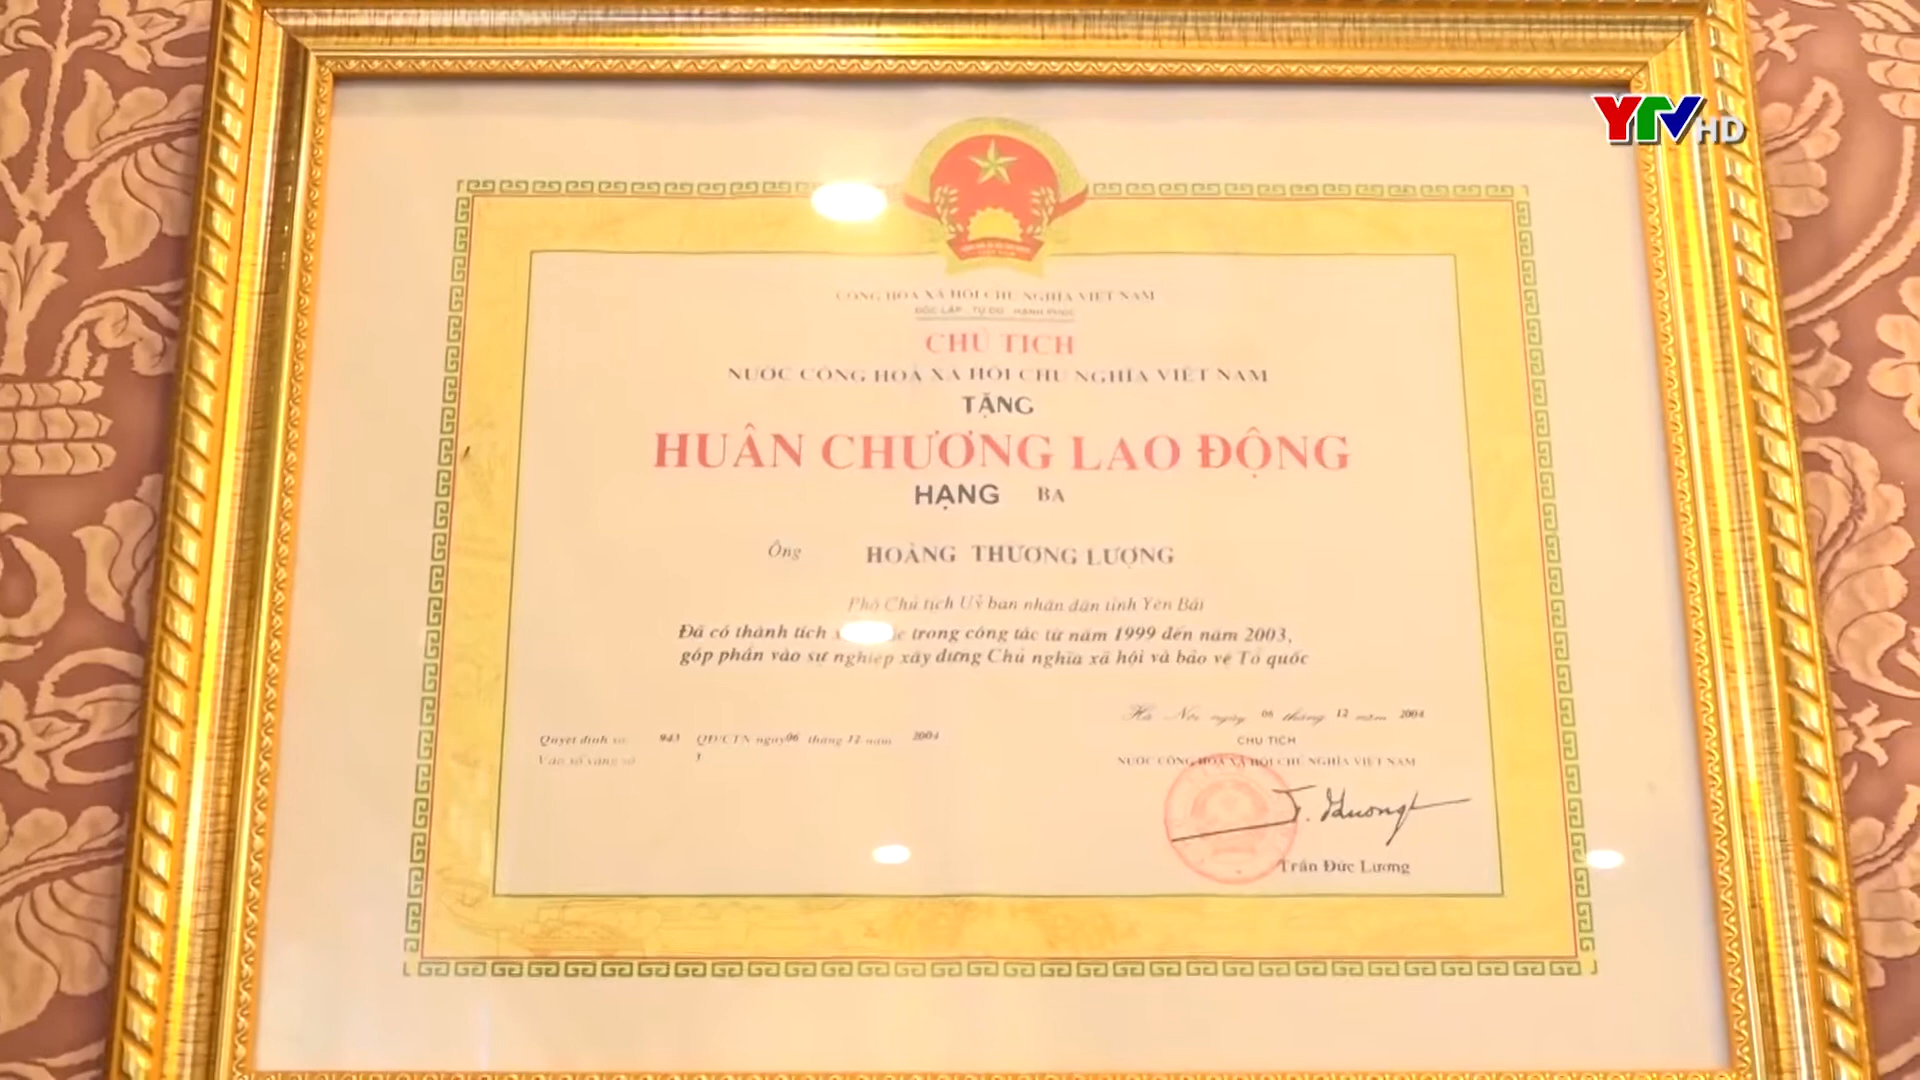 YTV HD
CỘNG HOÀ XÃ HỘI CHỦ NGHĨA VIỆT NAM
ĐỘC LẬP - TỰ DO - HẠNH PHÚC
CHỦ TỊCH
NƯỚC CỘNG HOÀ XÃ HỘI CHỦ NGHĨA VIỆT NAM
TẶNG
HUÂN CHƯƠNG LAO ĐỘNG
HẠNG BA
Ông HOÀNG THƯƠNG LƯỢNG
Phó Chủ tịch Uỷ ban nhân dân tỉnh Yên Bái
Đã có thành tích trong công tác từ năm 1999 đến năm 2003,
góp phần vào sự nghiệp xây dựng Chủ nghĩa xã hội và bảo vệ Tổ quốc
Hà Nội, ngày 06 tháng 12 năm 2004
Quyết định số 943 QĐ/CTN ngày 06 tháng 12 năm 2004
CHỦ TỊCH
Vào sổ vàng số
NƯỚC CỘNG HOÀ XÃ HỘI CHỦ NGHĨA VIỆT NAM
Trần Đức Lương